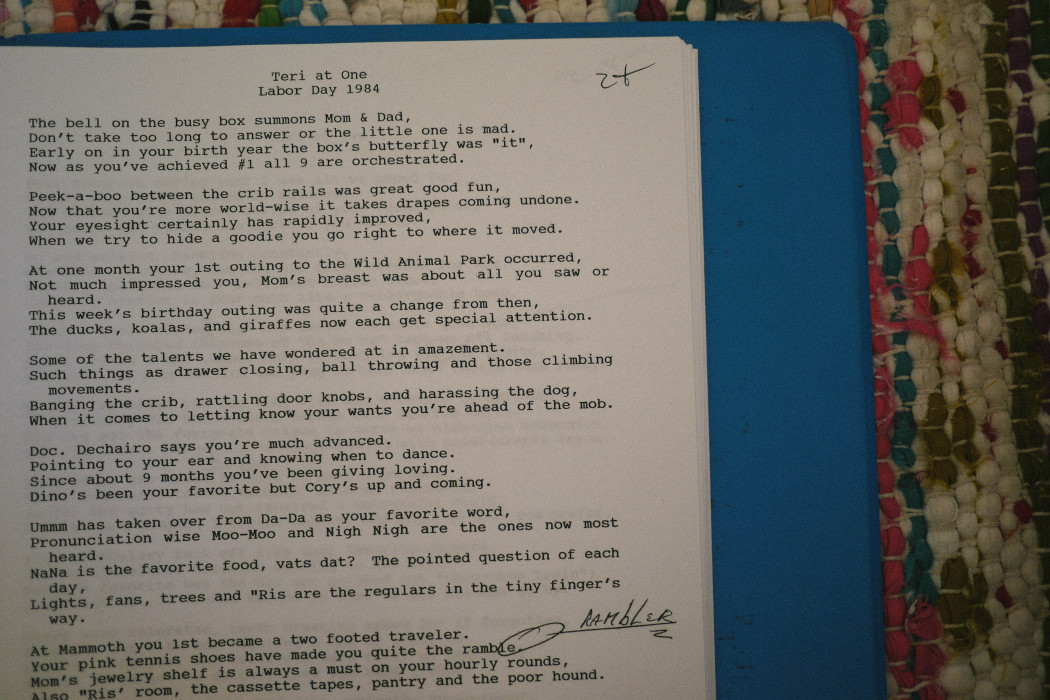 Teri at One
Labor Day 1984
2+
The bell on the busy box summons Mom & Dad,
Don't take too long to answer or the little one is mad.
Early on in your birth year the box's butterfly was "it",
Now as you've achieved #1 all 9 are orchestrated.
Peek-a-boo between the crib rails was great good fun,
Now that you're more world-wise it takes drapes coming undone.
Your eyesight certainly has rapidly improved,
When we try to hide a goodie you go right to where it moved.
At one month your 1st outing to the Wild Animal Park occurred,
Not much impressed you, Mom's breast was about all you saw or
heard.
This week's birthday outing was quite a change from then,
The ducks, koalas, and giraffes now each get special attention.
Some of the talents we have wondered at in amazement.
Such things as drawer closing, ball throwing and those climbing
movements.
Banging the crib, rattling door knobs, and harassing the dog,
When it comes to letting know your wants you're ahead of the mob.
Doc. Dechairo says you're much advanced.
Pointing to your ear and knowing when to dance.
Since about 9 months you've been giving loving.
Dino's been your favorite but Cory's up and coming.
Ummm has taken over from Da-Da as your favorite word,
Pronunciation wise Moo-Moo and Nigh Nigh are the ones now most
heard.
NaNa is the favorite food, vats dat?  The pointed question of each
day,
Lights, fans, trees and "Ris are the regulars in the tiny finger's
way.
At Mammoth you 1st became a two footed traveler.
Your pink tennis shoes have made you quite the ramble.
RAMBLER
Mom's jewelry shelf is always a must on your hourly rounds,
Also "Ris' room, the cassette tapes, pantry and the poor hound.